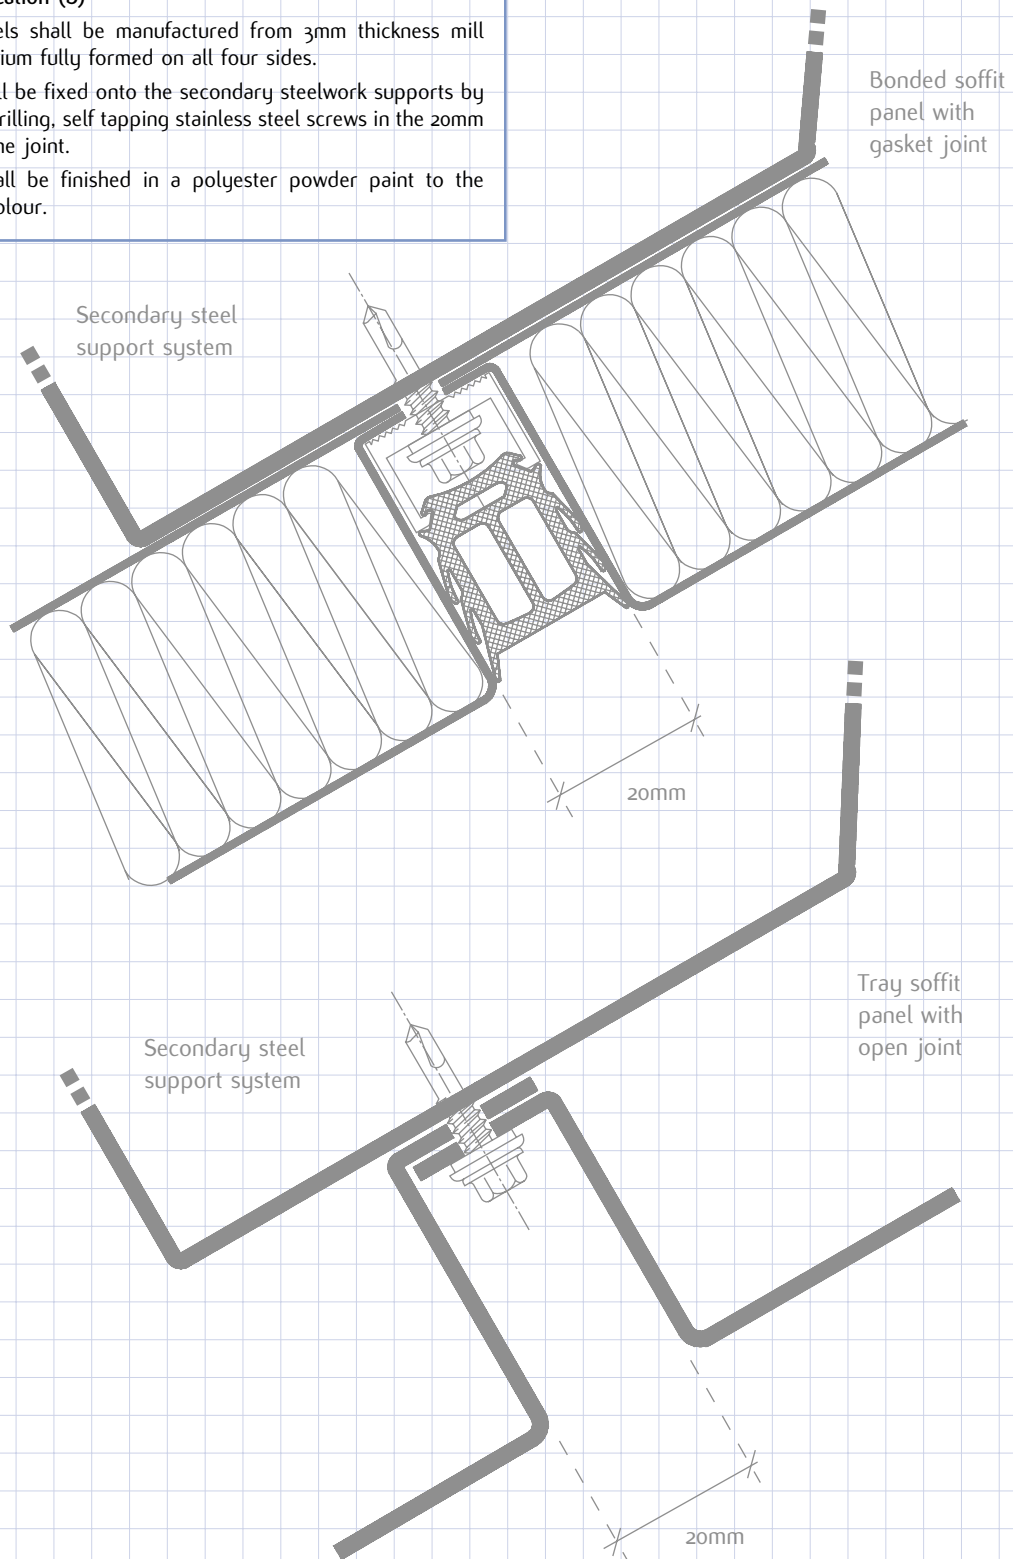 els shall be manufactured from 3mm thickness mill
ium fully formed on all four sides.
ll be fixed onto the secondary steelwork supports by
rilling, self tapping stainless steel screws in the 20mm
he joint.
all be finished in a polyester powder paint to the
olour.
Bonded soffit
panel with
gasket joint
Secondary steel
support system
20mm
Tray soffit
panel with
open joint
Secondary steel
support system
20mm